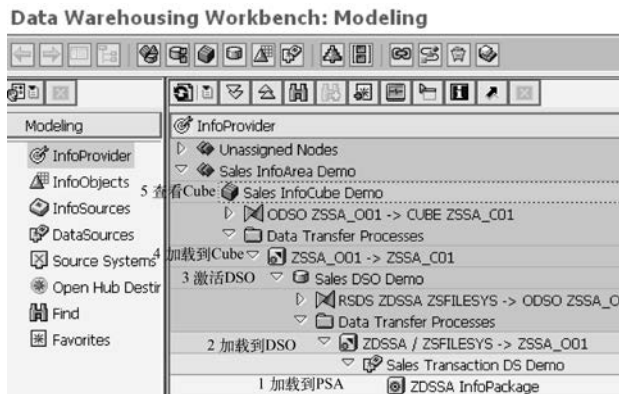 Data Warehousing Workbench: Modeling
Modeling
InfoProvider
InfoObjects
InfoSources
DataSources
Source Systems
Open Hub Destir
Find
Favorites
InfoProvider
Unassigned Nodes
Sales InfoArea Demo
5 查看Cube Sales InfoCube Demo
ODSO ZSSA_O01 -> CUBE ZSSA_C01
Data Transfer Processes
4 加载到Cube ZSSA_O01 -> ZSSA_C01
3 激活DSO Sales DSO Demo
RSDS ZDSSA ZSFILESYS -> ODSO ZSSA_O
Data Transfer Processes
2 加载到DSO ZDSSA / ZSFILESYS -> ZSSA_O01
Sales Transaction DS Demo
1 加载到PSA ZDSSA InfoPackage